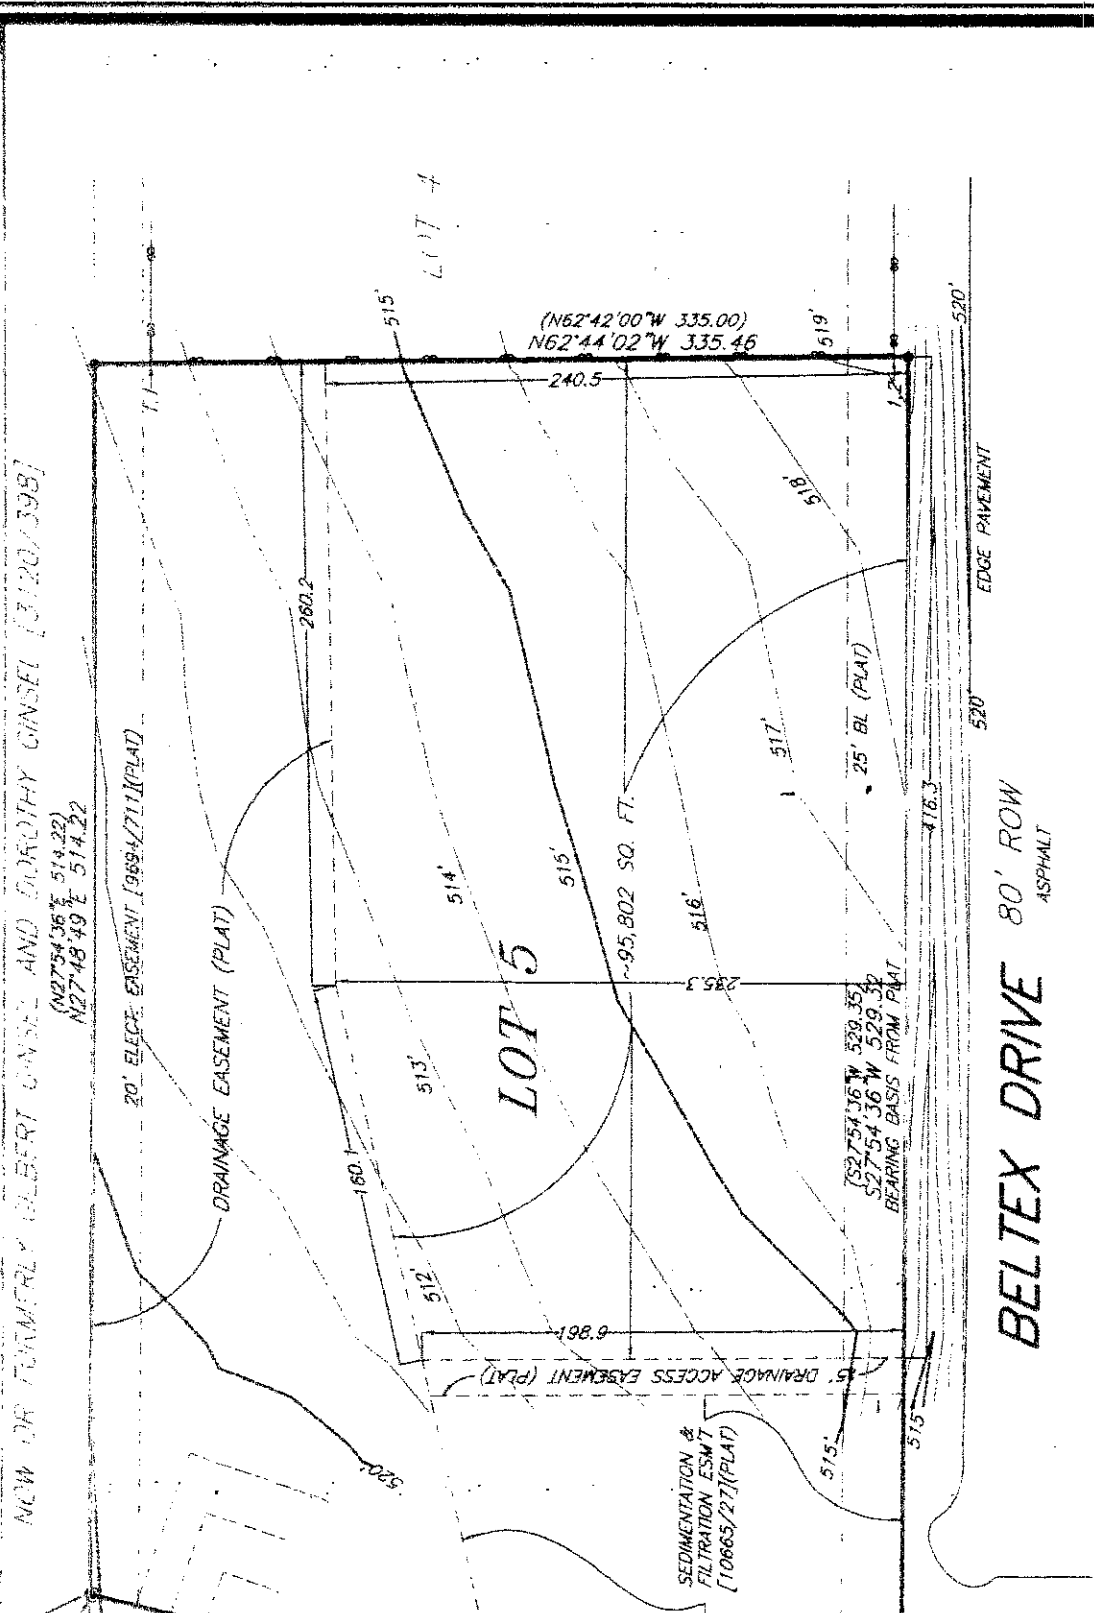 NOW OR FORMERLY GILBERT GINSEL AND DOROTHY GINSEL [3120/398]
(N27°54'36"E 514.22)
N27°48'49"E 514.22
20' ELECT. EASEMENT [9694/711](PLAT)
DRAINAGE EASEMENT (PLAT)
LOT 4
515'
(N62°42'00"W 335.00)
N62°44'02"W 335.46
519'
520'
240.5
1.2
260.2
518'
EDGE PAVEMENT
517'
25' BL (PLAT)
520'
416.3
515'
514'
516'
~95,802 SQ. FT.
LOT 5
235.3
513'
160.1
512'
198.9
(S27°54'36"W 529.35)
S27°54'36"W 529.32
BEARING BASIS FROM PLAT
BELTEX DRIVE 80' ROW
ASPHALT
15' DRAINAGE ACCESS EASEMENT (PLAT)
520'
515'
515'
SEDIMENTATION &
FILTRATION ESM'T
[10665/27](PLAT)